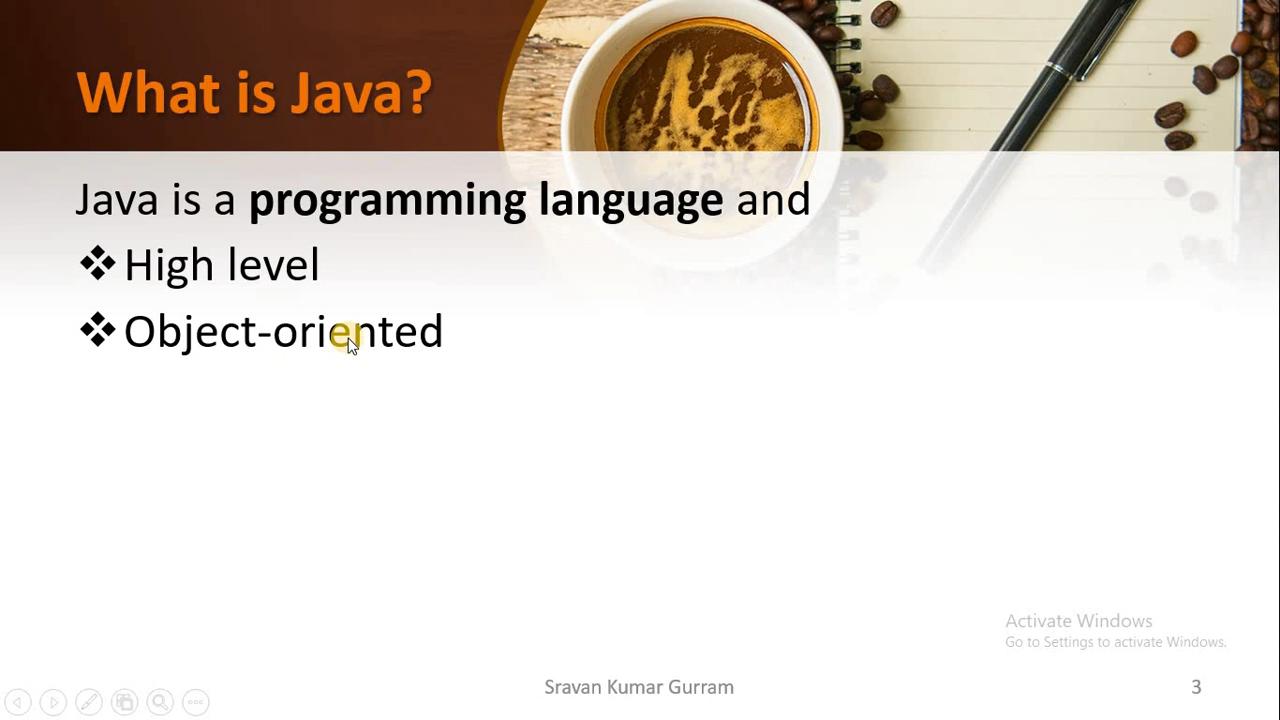 What is Java?
Java is a programming language and
❖ High level
❖ Object-oriented
Activate Windows
Go to Settings to activate Windows.
Sravan Kumar Gurram
3